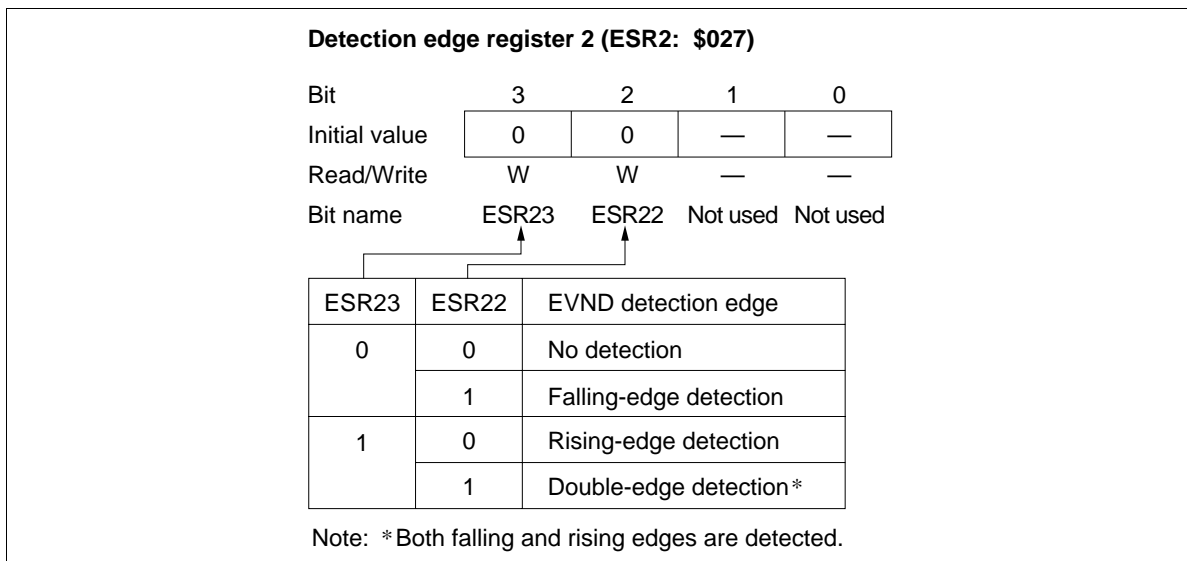 Detection edge register 2 (ESR2: $027)
Bit 3 2 1 0
Initial value 0 0 — —
Read/Write W W — —
Bit name ESR23 ESR22 Not used Not used
ESR23 ESR22 EVND detection edge
0 0 No detection
1 Falling-edge detection
1 0 Rising-edge detection
1 Double-edge detection*
Note: *Both falling and rising edges are detected.